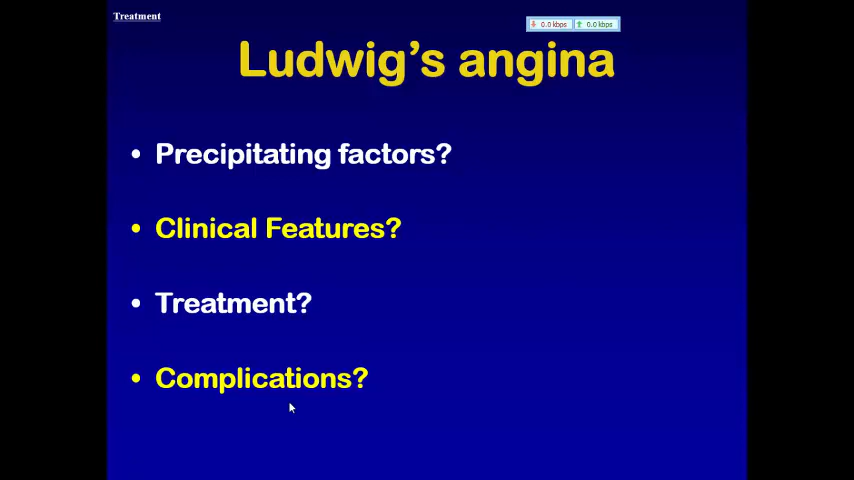 Treatment
0.0 kbps 0.0 kbps
Ludwig's angina
• Precipitating factors?
• Clinical Features?
• Treatment?
• Complications?